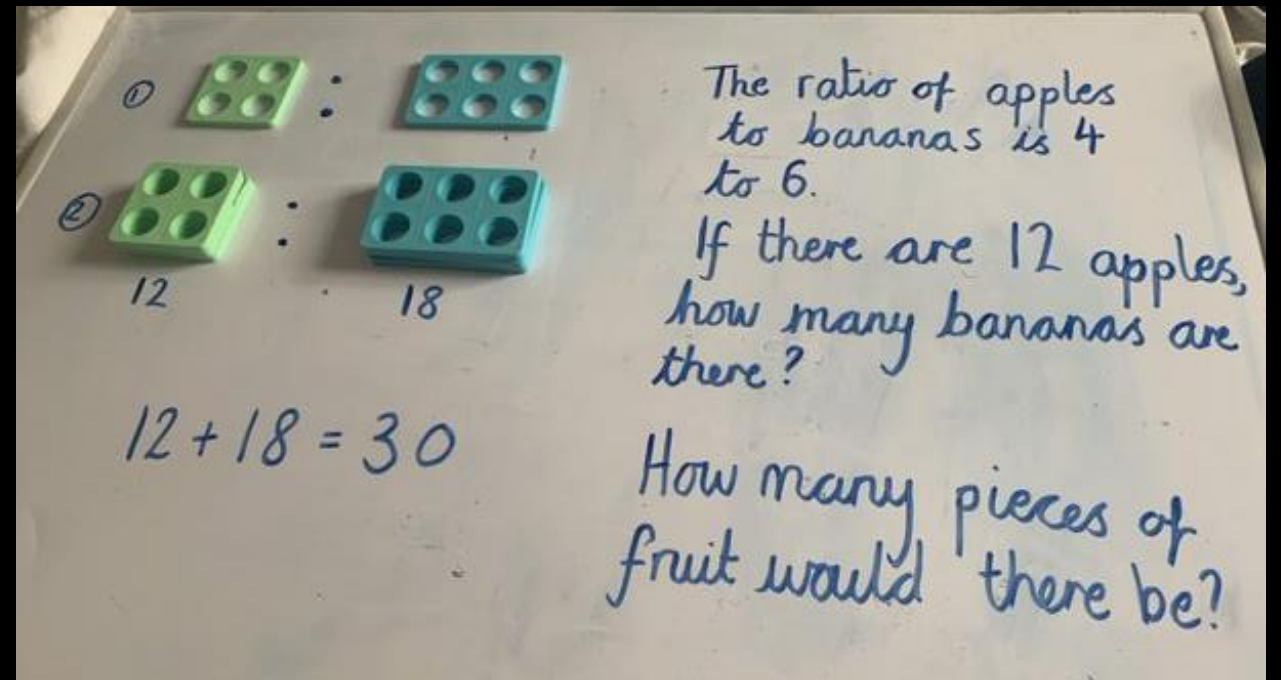 ① :
② :
12 18
12 + 18 = 30
The ratio of apples
to bananas is 4
to 6.
If there are 12 apples,
how many bananas are
there?
How many pieces of
fruit would there be?